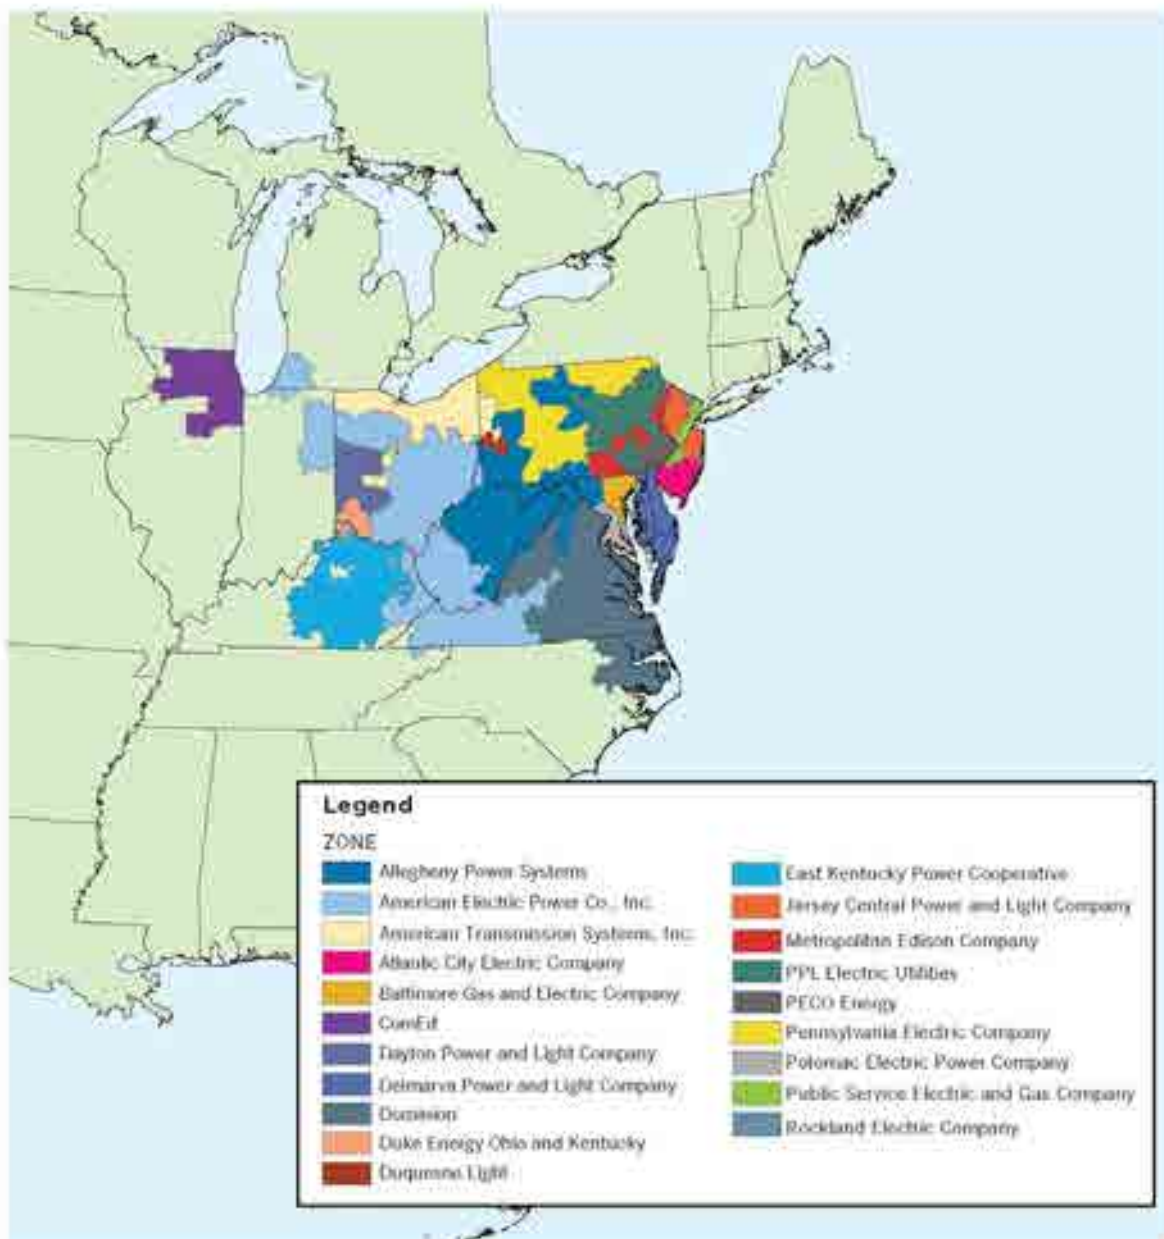 Legend
ZONE
Allegheny Power Systems
American Electric Power Co., Inc.
American Transmission Systems, Inc.
Atlantic City Electric Company
Baltimore Gas and Electric Company
ComEd
Dayton Power and Light Company
Delmarva Power and Light Company
Dominion
Duke Energy Ohio and Kentucky
Duquesne Light
East Kentucky Power Cooperative
Jersey Central Power and Light Company
Metropolitan Edison Company
PPL Electric Utilities
PECO Energy
Pennsylvania Electric Company
Potomac Electric Power Company
Public Service Electric and Gas Company
Rockland Electric Company